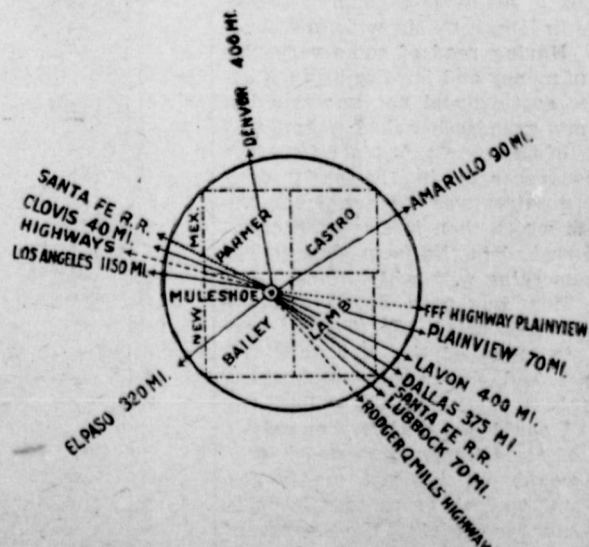 DENVER 400 MI.
AMARILLO 90 MI.
SANTA FE R.R.
CLOVIS 40 MI.
HIGHWAYS
LOS ANGELES 1150 MI.
NEW MEX.
PARMER
CASTRO
MULESHOE
BAILEY
LAMB
FFF HIGHWAY PLAINVIEW
PLAINVIEW 70 MI.
LAVON 400 MI.
DALLAS 375 MI.
SANTA FE R.R.
LUBBOCK 70 MI.
RODGER Q MILLS HIGHWAY
ELPASO 320 MI.